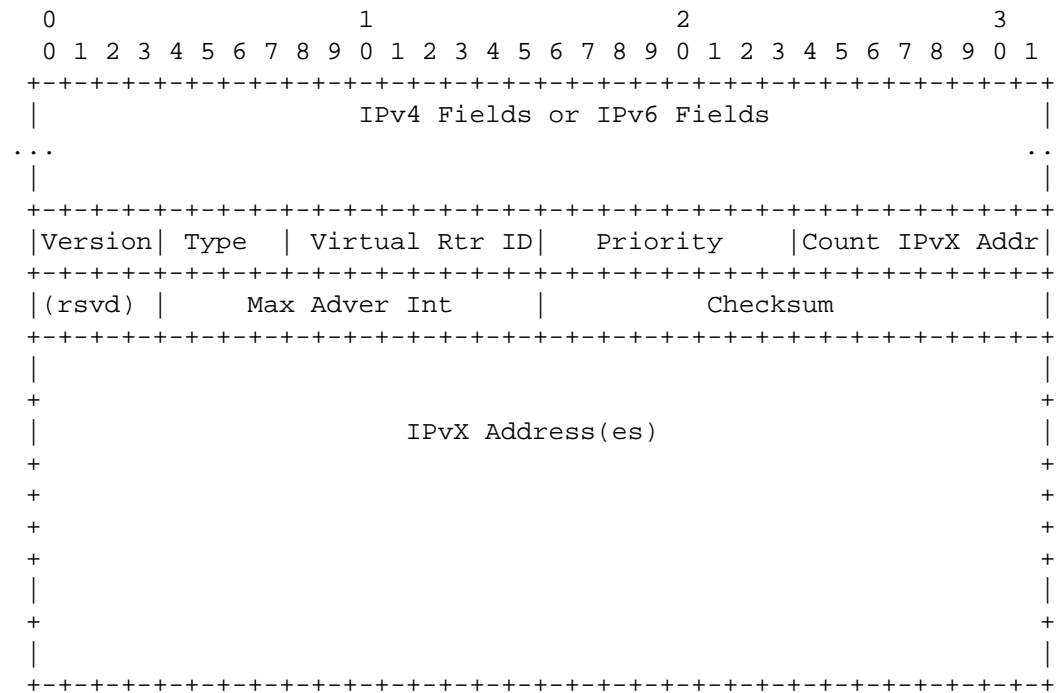 0                   1                   2                   3
 0 1 2 3 4 5 6 7 8 9 0 1 2 3 4 5 6 7 8 9 0 1 2 3 4 5 6 7 8 9 0 1
+-+-+-+-+-+-+-+-+-+-+-+-+-+-+-+-+-+-+-+-+-+-+-+-+-+-+-+-+-+-+-+-+
|                    IPv4 Fields or IPv6 Fields                 |
...                                                             ..
|                                                               |
+-+-+-+-+-+-+-+-+-+-+-+-+-+-+-+-+-+-+-+-+-+-+-+-+-+-+-+-+-+-+-+-+
|Version| Type  | Virtual Rtr ID|   Priority    |Count IPvX Addr|
+-+-+-+-+-+-+-+-+-+-+-+-+-+-+-+-+-+-+-+-+-+-+-+-+-+-+-+-+-+-+-+-+
|(rsvd) |     Max Adver Int     |          Checksum             |
+-+-+-+-+-+-+-+-+-+-+-+-+-+-+-+-+-+-+-+-+-+-+-+-+-+-+-+-+-+-+-+-+
|                                                               |
+                                                               +
|                       IPvX Address(es)                        |
+                                                               +
+                                                               +
+                                                               +
+                                                               +
|                                                               |
+                                                               +
|                                                               |
+-+-+-+-+-+-+-+-+-+-+-+-+-+-+-+-+-+-+-+-+-+-+-+-+-+-+-+-+-+-+-+-+